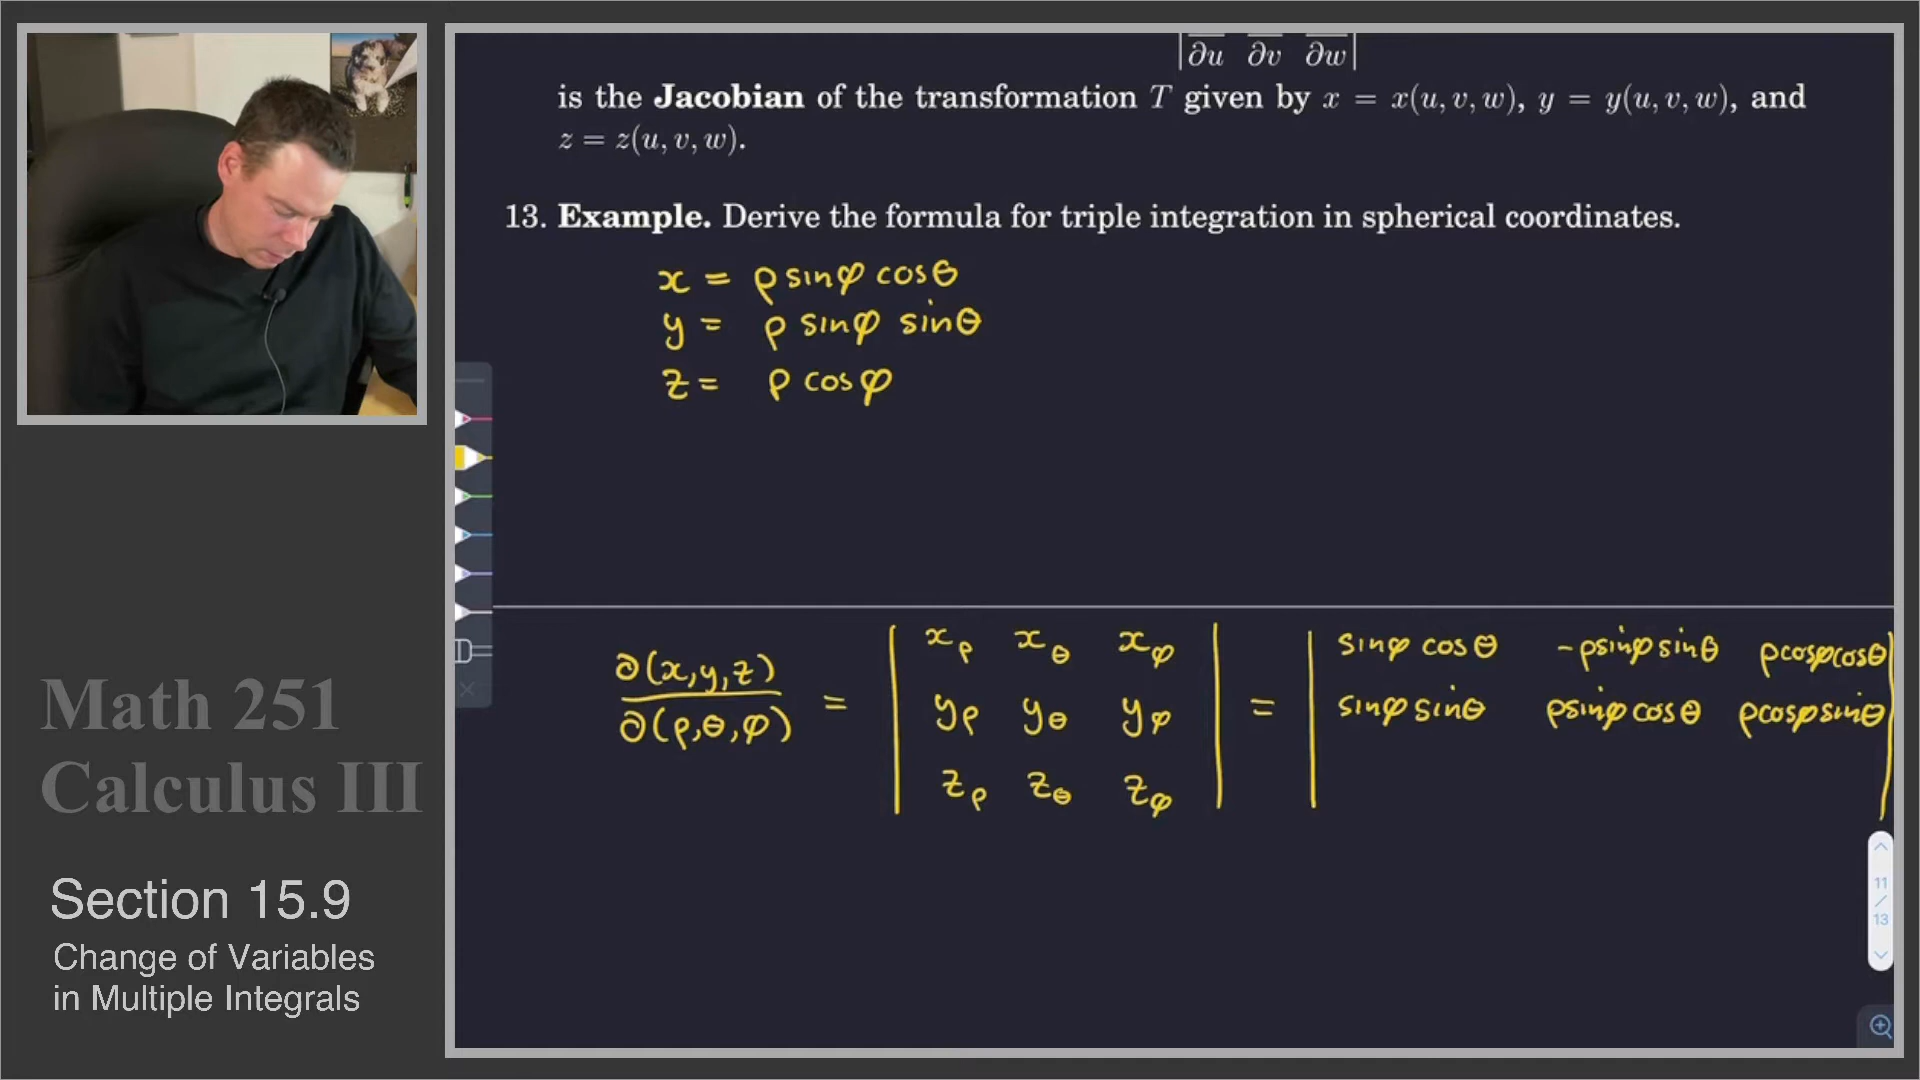 ∂u ∂v ∂w
is the Jacobian of the transformation T given by x = x(u, v, w), y = y(u, v, w), and
z = z(u, v, w).
13. Example. Derive the formula for triple integration in spherical coordinates.
x = ρ sinφ cosθ
y = ρ sinφ sinθ
z = ρ cosφ
∂(x,y,z) / ∂(ρ,θ,φ) = | x_ρ x_θ x_φ | = | sinφ cosθ -ρsinφ sinθ ρcosφcosθ |
y_ρ y_θ y_φ sinφ sinθ ρsinφ cosθ ρcosφsinθ
z_ρ z_θ z_φ
Math 251
Calculus III
Section 15.9
Change of Variables
in Multiple Integrals
11
/
13